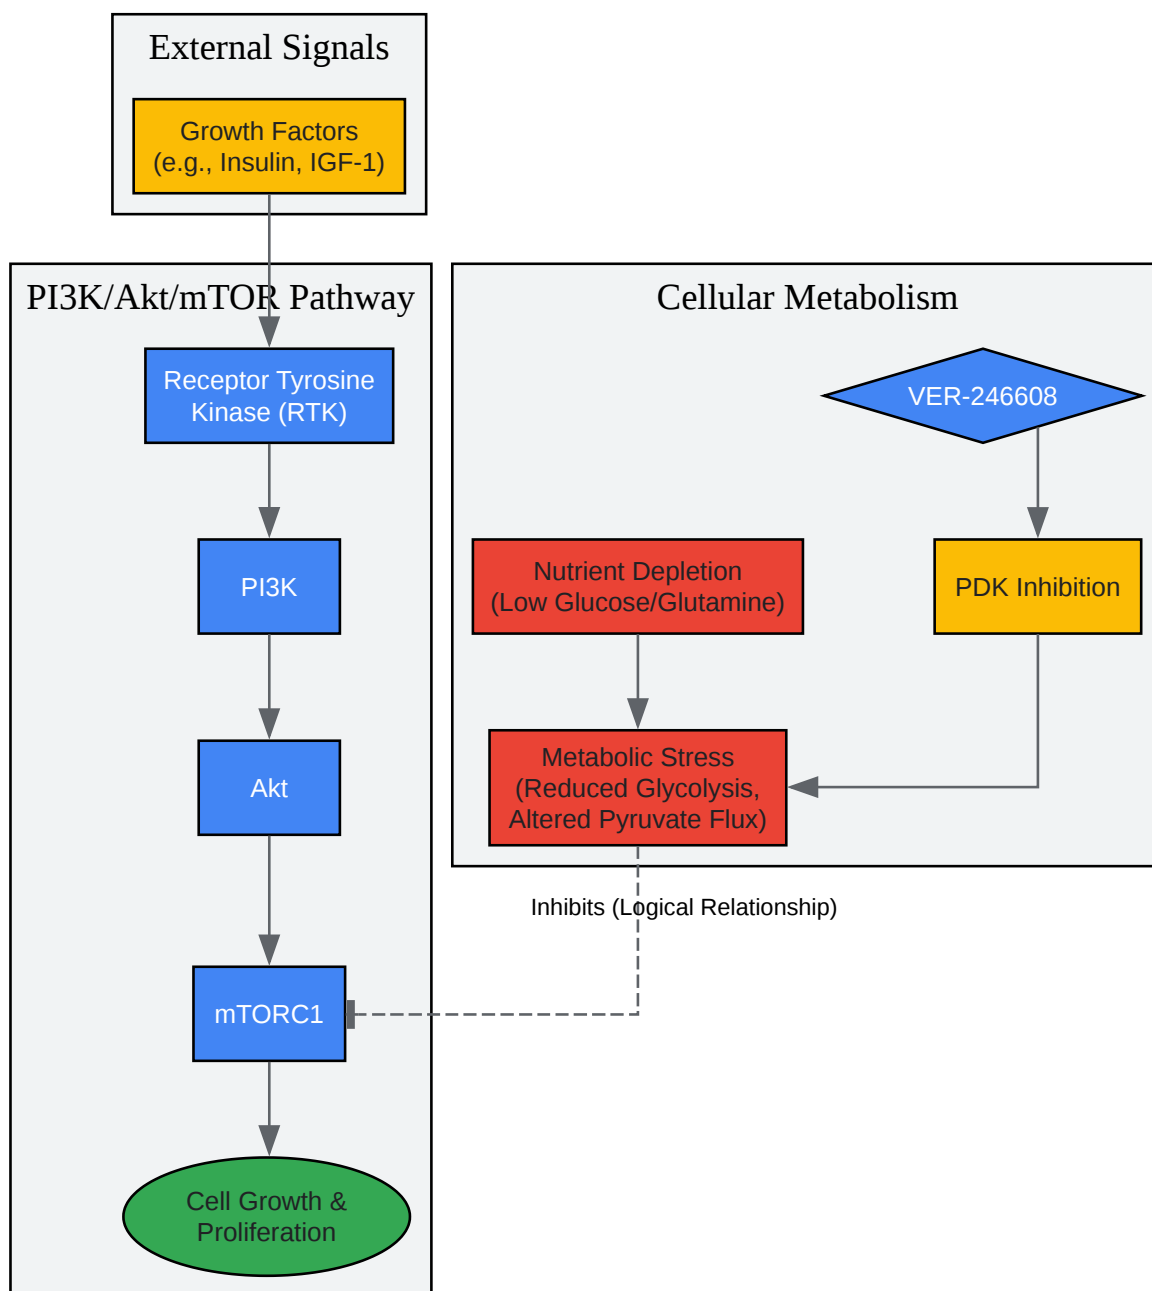 External Signals
Growth Factors
(e.g., Insulin, IGF-1)
PI3K/Akt/mTOR Pathway
Receptor Tyrosine
Kinase (RTK)
PI3K
Akt
mTORC1
Cell Growth &
Proliferation
Cellular Metabolism
VER-246608
Nutrient Depletion
(Low Glucose/Glutamine)
PDK Inhibition
Metabolic Stress
(Reduced Glycolysis,
Altered Pyruvate Flux)
Inhibits (Logical Relationship)